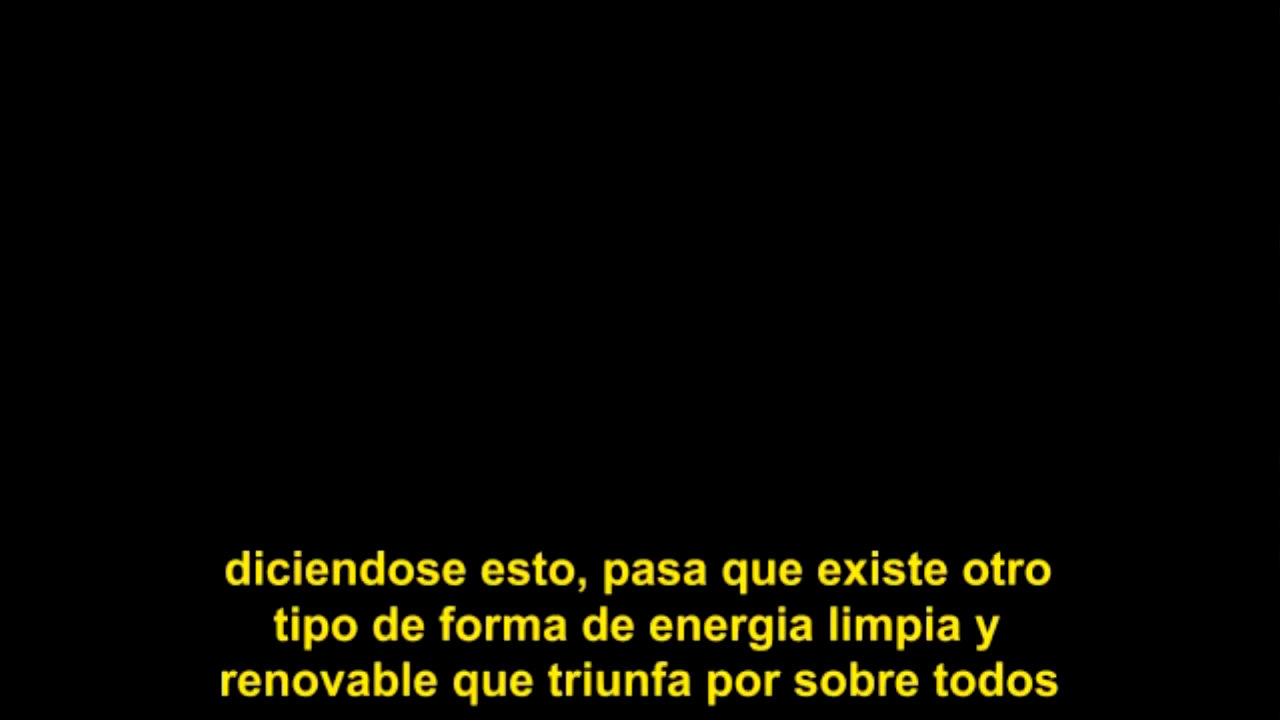 diciendose esto, pasa que existe otro
tipo de forma de energia limpia y
renovable que triunfa por sobre todos